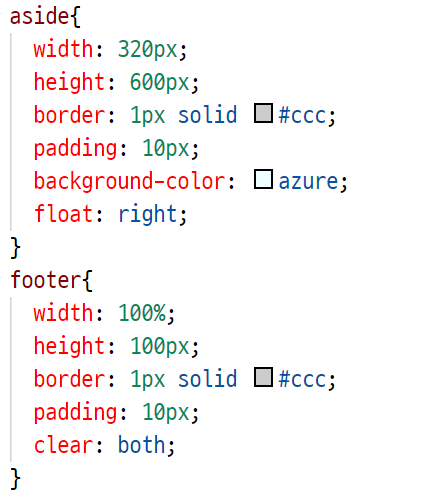 aside{
width: 320px;
height: 600px;
border: 1px solid #ccc;
padding: 10px;
background-color: azure;
float: right;
}
footer{
width: 100%;
height: 100px;
border: 1px solid #ccc;
padding: 10px;
clear: both;
}